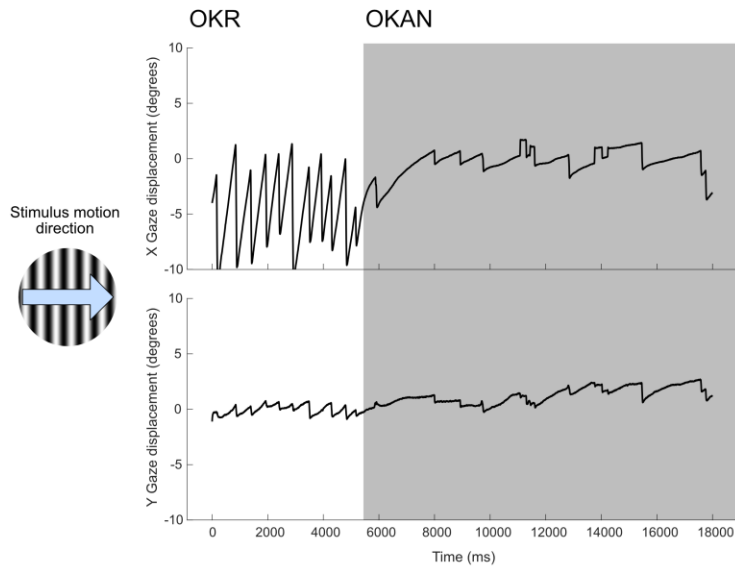 OKR
OKAN
10
5
0
-5
-10
X Gaze displacement (degrees)
Stimulus motion
direction
10
5
0
-5
-10
Y Gaze displacement (degrees)
0 2000 4000 6000 8000 10000 12000 14000 16000 18000
Time (ms)